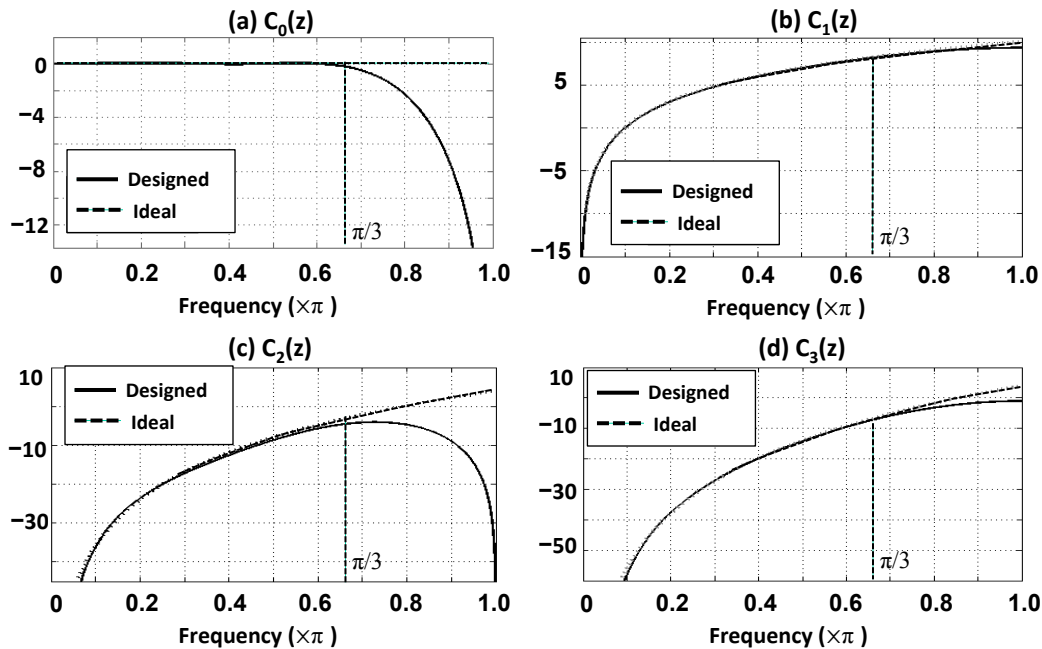 (a) C₀(z)
0
−4
−8
−12
Designed
Ideal
π/3
0 0.2 0.4 0.6 0.8 1.0
Frequency (×π )
(b) C₁(z)
5
−5
−15
Designed
Ideal
π/3
0 0.2 0.4 0.6 0.8 1.0
Frequency (×π )
(c) C₂(z)
10
−10
−30
Designed
Ideal
π/3
0 0.2 0.4 0.6 0.8 1.0
Frequency (×π )
(d) C₃(z)
10
−10
−30
−50
Designed
Ideal
π/3
0 0.2 0.4 0.6 0.8 1.0
Frequency (×π )